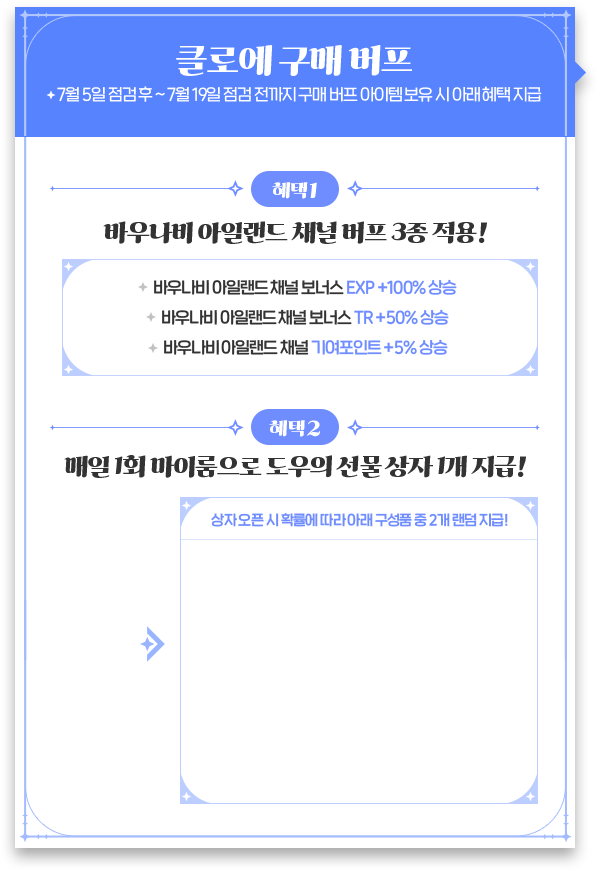 클로에 구매 버프
7월 5일 점검 후 ~ 7월 19일 점검 전까지 구매 버프 아이템 보유 시 아래 혜택 지급
혜택1
바우나비 아일랜드 채널 버프 3종 적용!
바우나비 아일랜드 채널 보너스 EXP +100% 상승
바우나비 아일랜드 채널 보너스 TR +50% 상승
바우나비 아일랜드 채널 기여포인트 +5% 상승
혜택2
매일 1회 마이룸으로 도우의 선물 상자 1개 지급!
상자 오픈 시 확률에 따라 아래 구성품 중 2개 랜덤 지급!